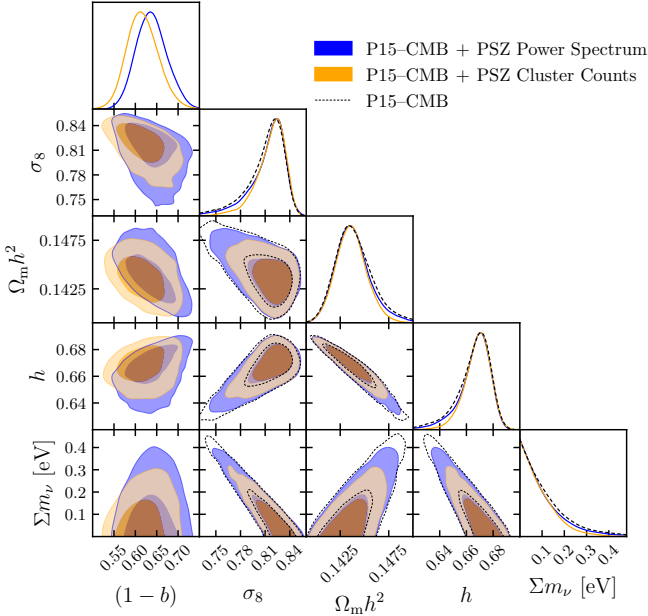 P15–CMB + PSZ Power Spectrum
P15–CMB + PSZ Cluster Counts
P15–CMB
σ8
0.84
0.81
0.78
0.75
Ωmh²
0.1475
0.1425
h
0.68
0.66
0.64
Σmν [eV]
0.4
0.3
0.2
0.1
0.55 0.60 0.65 0.70
0.75 0.78 0.81 0.84
0.1425 0.1475
0.64 0.66 0.68
0.1 0.2 0.3 0.4
(1 − b)
σ8
Ωmh²
h
Σmν [eV]